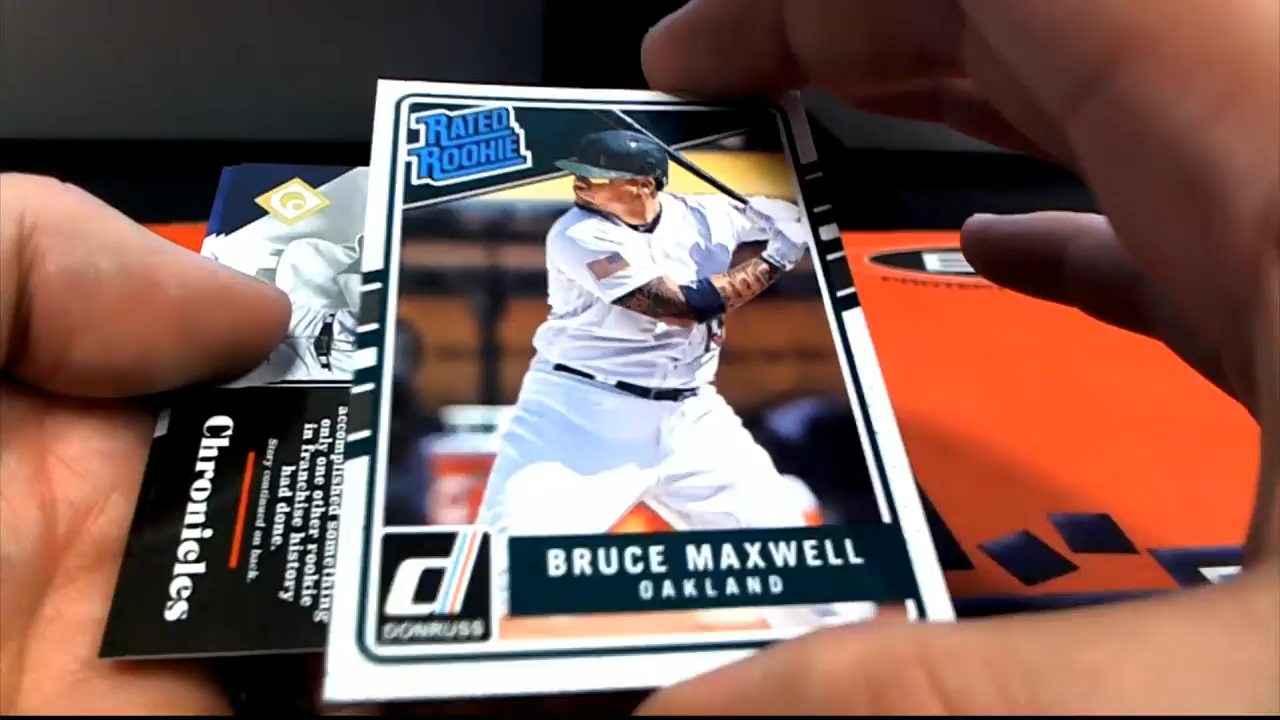 RATED
ROOKIE
BRUCE MAXWELL
OAKLAND
d
DONRUSS
accomplished something
only one other rookie
in franchise history
had done.
Story continued on back.
Chronicles